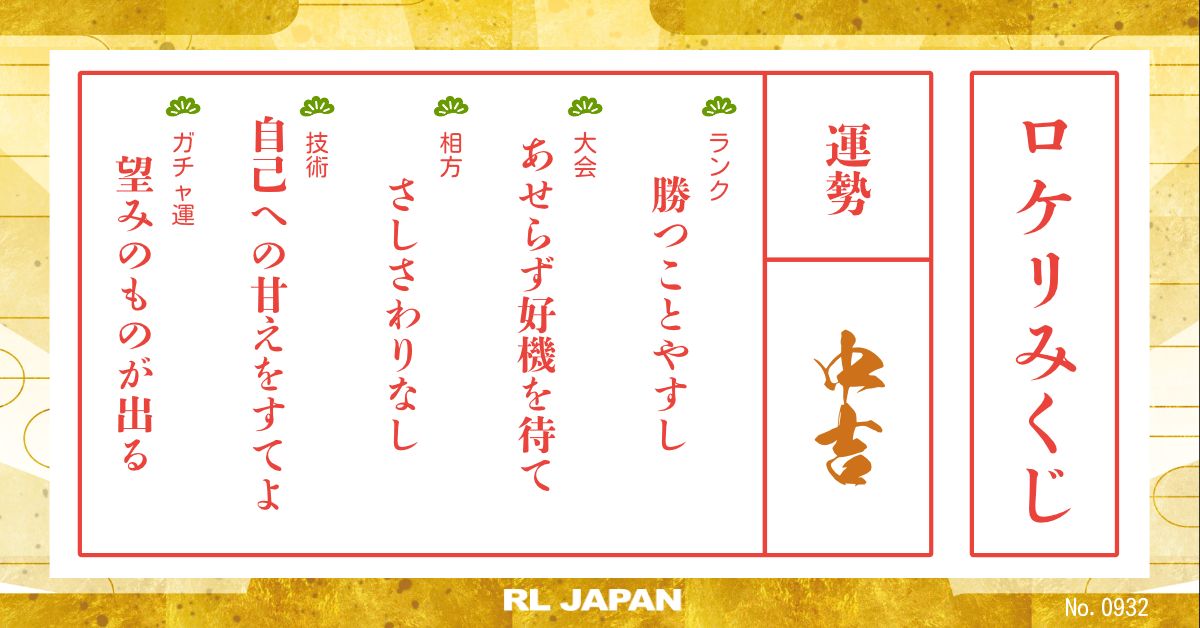 ロケリみくじ
運勢
中吉
ランク
勝つことやすし
大会
あせらず好機を待て
相方
さしさわりなし
技術
自己への甘えをすてよ
ガチャ運
望みのものが出る
RL JAPAN
No. 0932